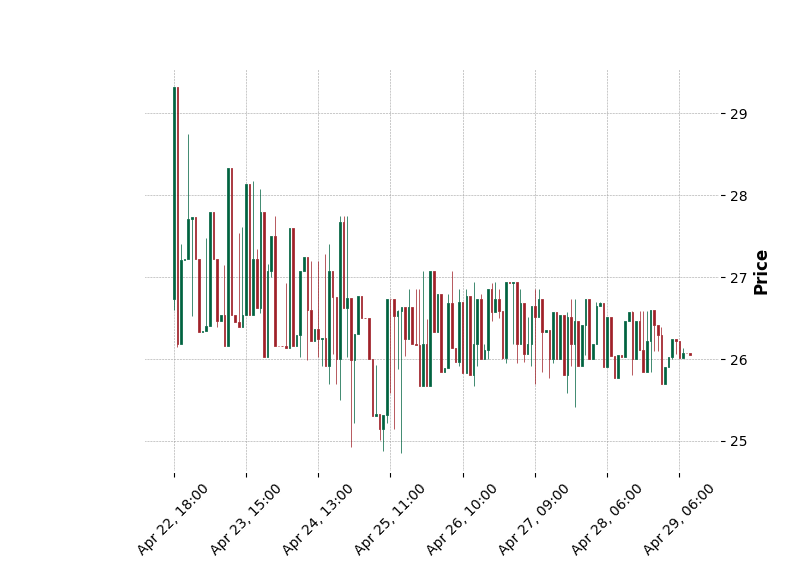 29
28
27
26
25
Price
Apr 22, 18:00
Apr 23, 15:00
Apr 24, 13:00
Apr 25, 11:00
Apr 26, 10:00
Apr 27, 09:00
Apr 28, 06:00
Apr 29, 06:00